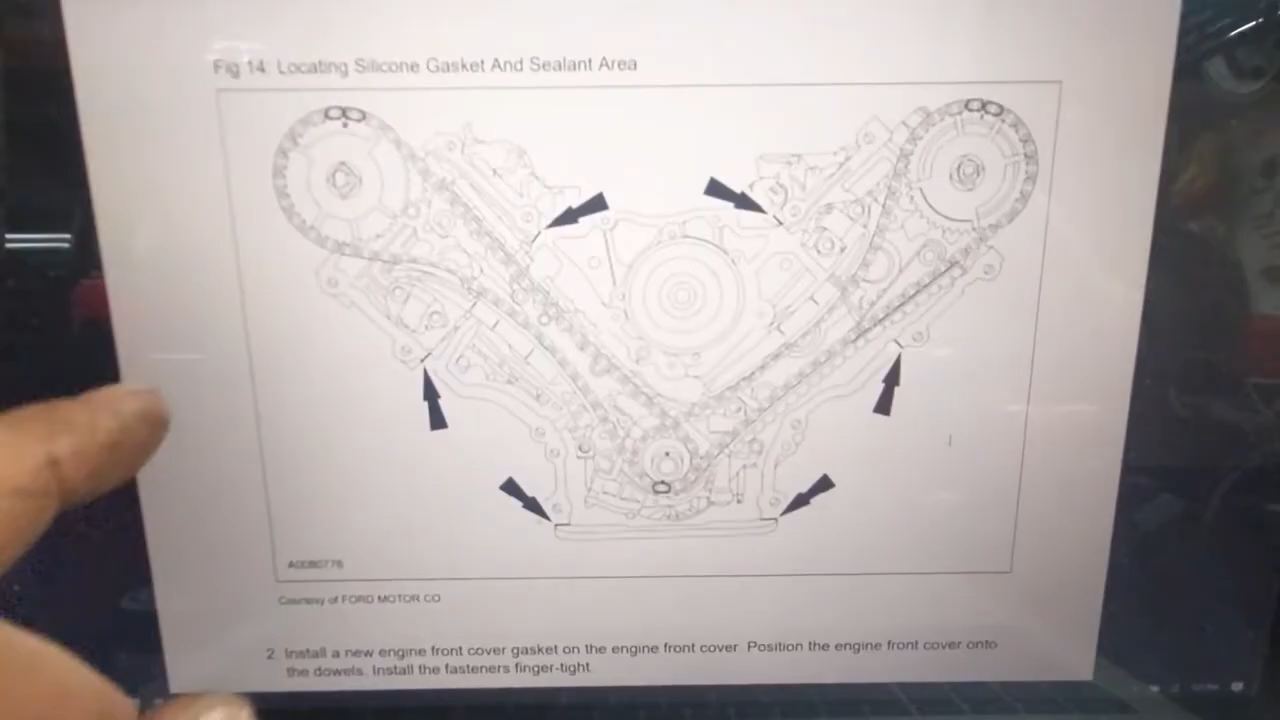 Fig 14: Locating Silicone Gasket And Sealant Area
Courtesy of FORD MOTOR CO
2. Install a new engine front cover gasket on the engine front cover. Position the engine front cover onto
the dowels. Install the fasteners finger-tight.